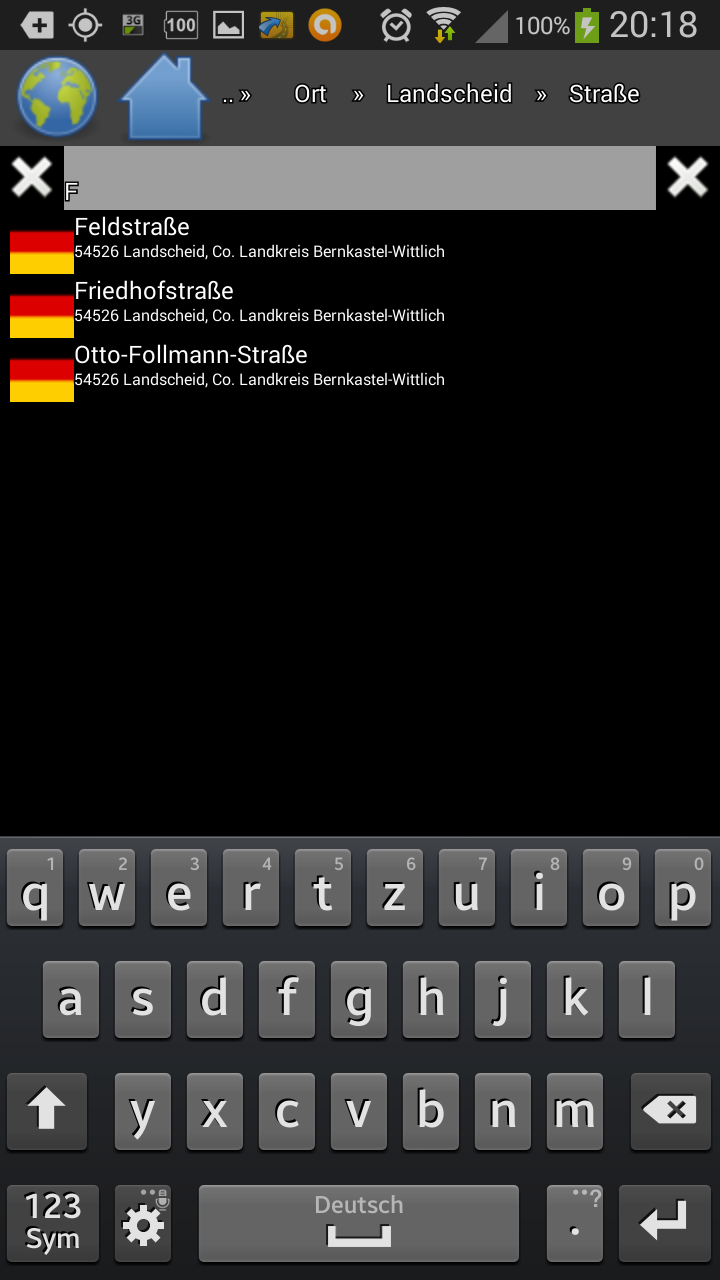 3G 100 100% 20:18
.. » Ort » Landscheid » Straße
F
Feldstraße
54526 Landscheid, Co. Landkreis Bernkastel-Wittlich
Friedhofstraße
54526 Landscheid, Co. Landkreis Bernkastel-Wittlich
Otto-Follmann-Straße
54526 Landscheid, Co. Landkreis Bernkastel-Wittlich
1 2 3 4 5 6 7 8 9 0
q w e r t z u i o p
a s d f g h j k l
y x c v b n m
123 Deutsch . ?
Sym